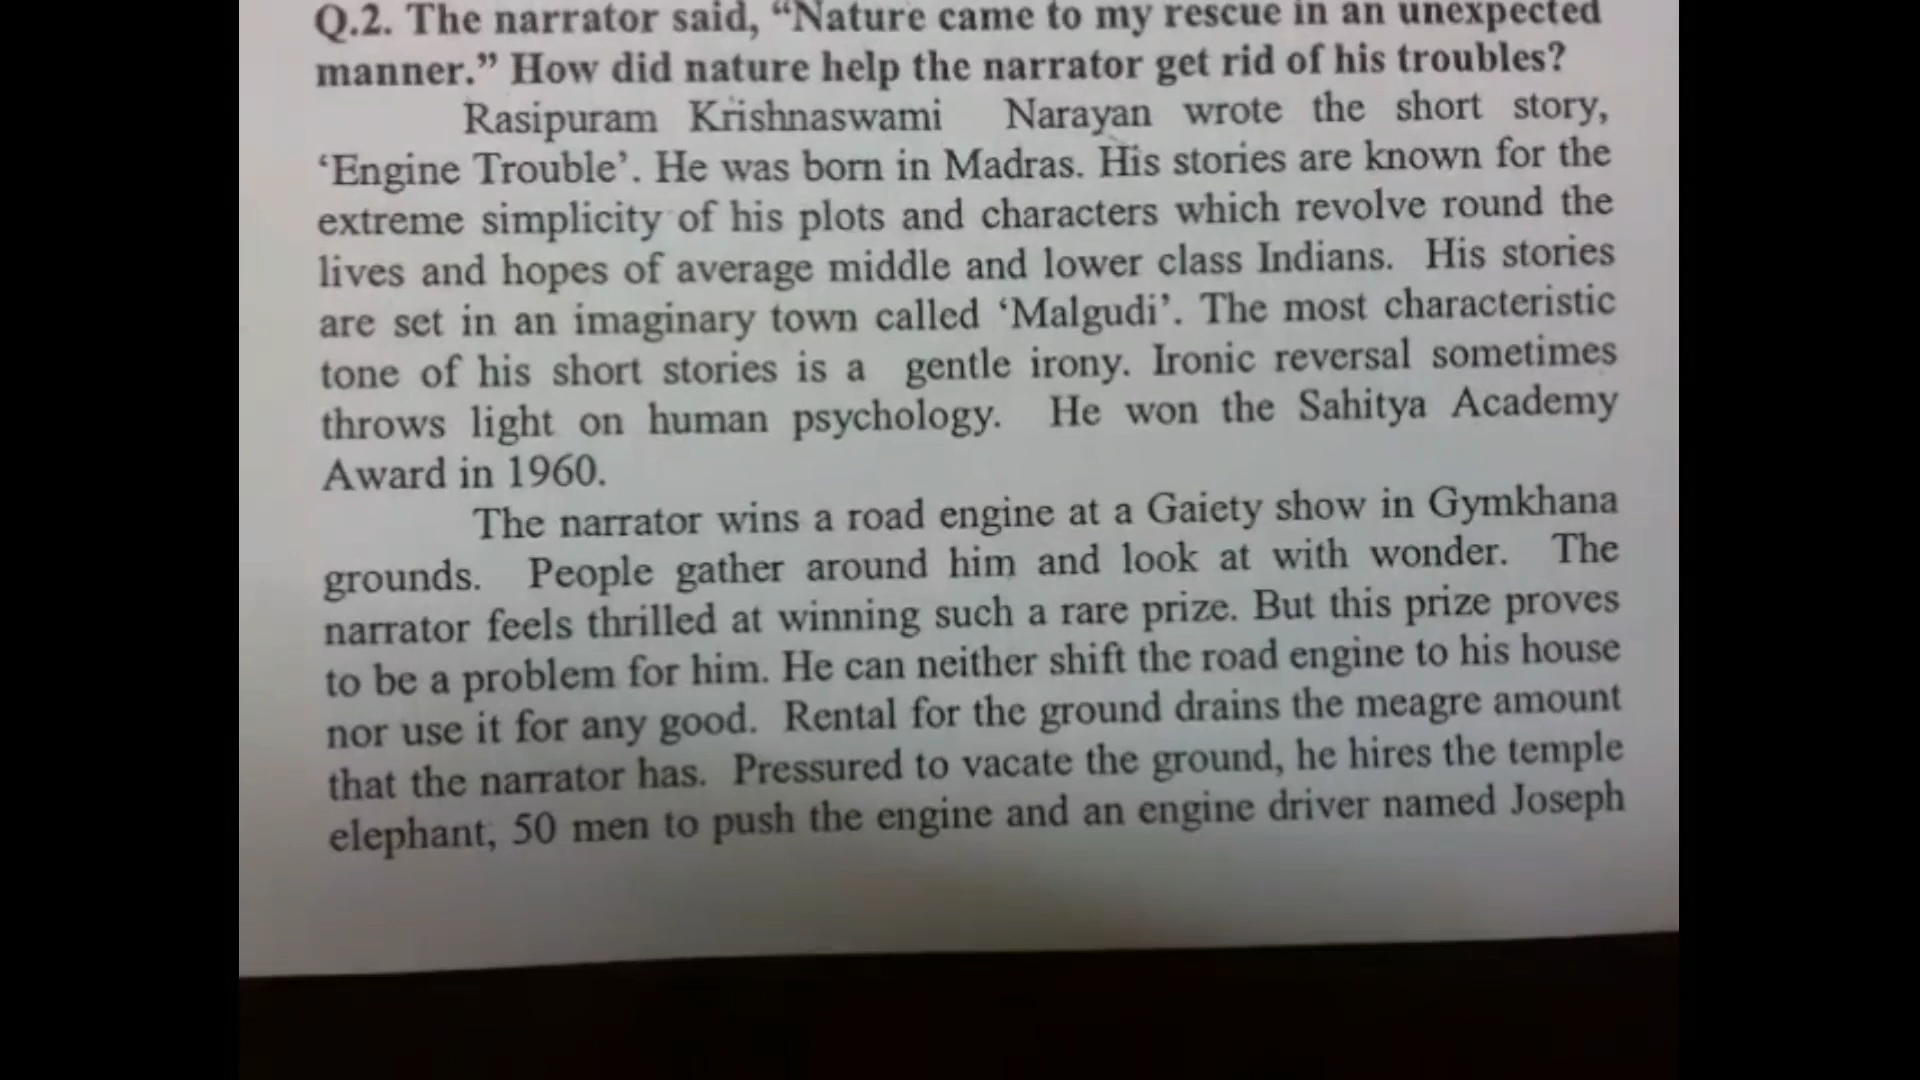 Q.2. The narrator said, “Nature came to my rescue in an unexpected
manner.” How did nature help the narrator get rid of his troubles?
Rasipuram Krishnaswami Narayan wrote the short story,
‘Engine Trouble’. He was born in Madras. His stories are known for the
extreme simplicity of his plots and characters which revolve round the
lives and hopes of average middle and lower class Indians. His stories
are set in an imaginary town called ‘Malgudi’. The most characteristic
tone of his short stories is a gentle irony. Ironic reversal sometimes
throws light on human psychology. He won the Sahitya Academy
Award in 1960.
The narrator wins a road engine at a Gaiety show in Gymkhana
grounds. People gather around him and look at with wonder. The
narrator feels thrilled at winning such a rare prize. But this prize proves
to be a problem for him. He can neither shift the road engine to his house
nor use it for any good. Rental for the ground drains the meagre amount
that the narrator has. Pressured to vacate the ground, he hires the temple
elephant, 50 men to push the engine and an engine driver named Joseph